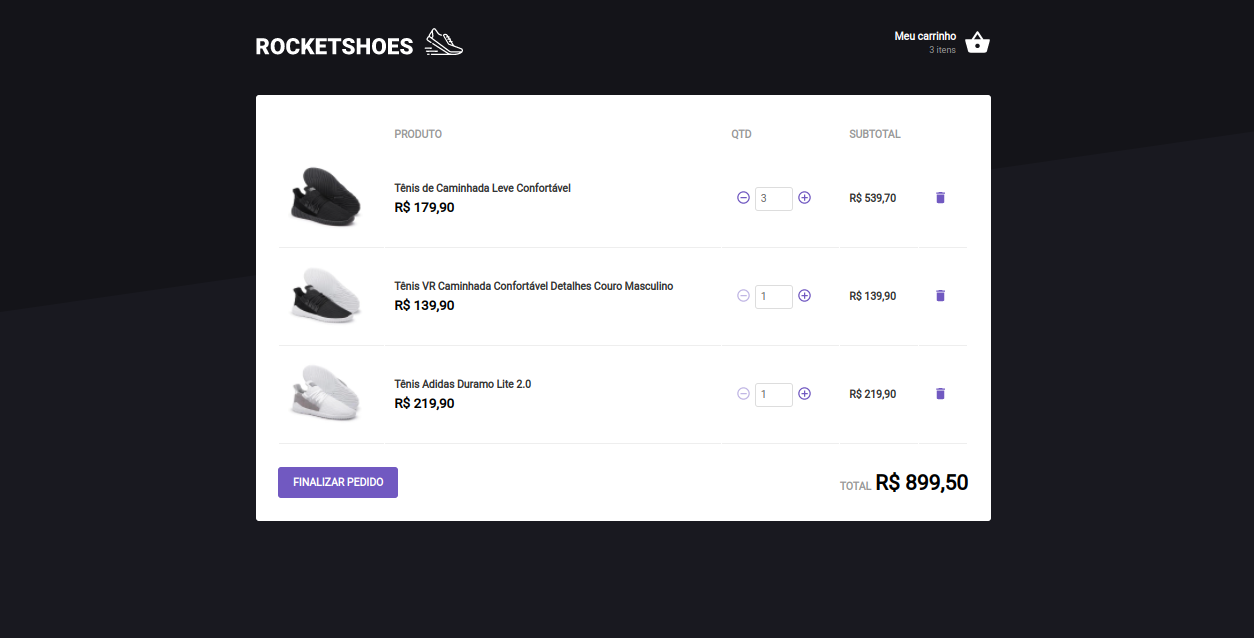 ROCKETSHOES
Meu carrinho
3 itens
PRODUTO QTD SUBTOTAL
Tênis de Caminhada Leve Confortável
R$ 179,90
3
R$ 539,70
Tênis VR Caminhada Confortável Detalhes Couro Masculino
R$ 139,90
1
R$ 139,90
Tênis Adidas Duramo Lite 2.0
R$ 219,90
1
R$ 219,90
FINALIZAR PEDIDO
TOTAL R$ 899,50